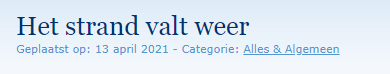 Het strand valt weer
Geplaatst op: 13 april 2021 - Categorie: Alles & Algemeen